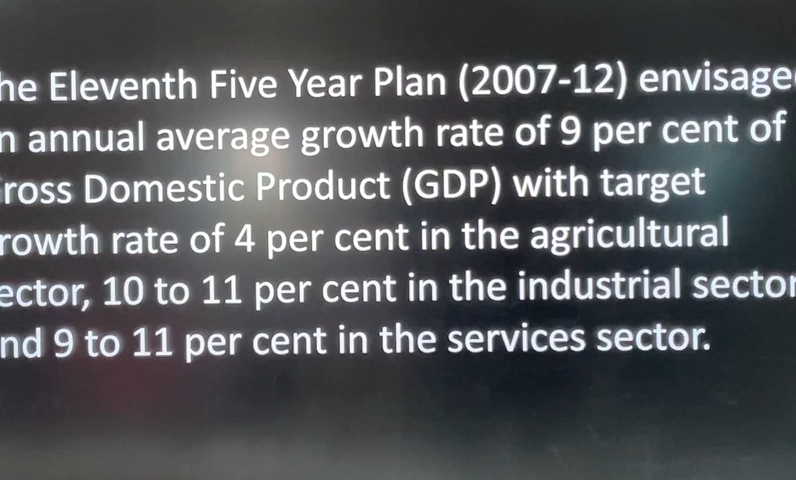 he Eleventh Five Year Plan (2007-12) envisage
n annual average growth rate of 9 per cent of
ross Domestic Product (GDP) with target
rowth rate of 4 per cent in the agricultural
ector, 10 to 11 per cent in the industrial sector
nd 9 to 11 per cent in the services sector.